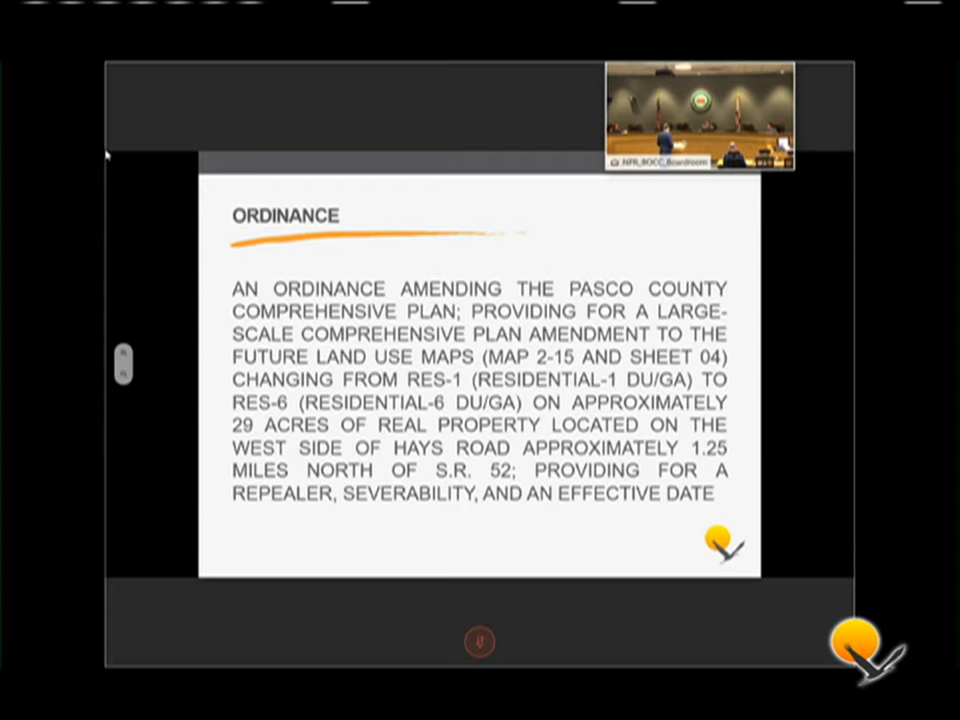 NPR_BOCC_Boardroom
ORDINANCE
AN ORDINANCE AMENDING THE PASCO COUNTY
COMPREHENSIVE PLAN; PROVIDING FOR A LARGE-
SCALE COMPREHENSIVE PLAN AMENDMENT TO THE
FUTURE LAND USE MAPS (MAP 2-15 AND SHEET 04)
CHANGING FROM RES-1 (RESIDENTIAL-1 DU/GA) TO
RES-6 (RESIDENTIAL-6 DU/GA) ON APPROXIMATELY
29 ACRES OF REAL PROPERTY LOCATED ON THE
WEST SIDE OF HAYS ROAD APPROXIMATELY 1.25
MILES NORTH OF S.R. 52; PROVIDING FOR A
REPEALER, SEVERABILITY, AND AN EFFECTIVE DATE